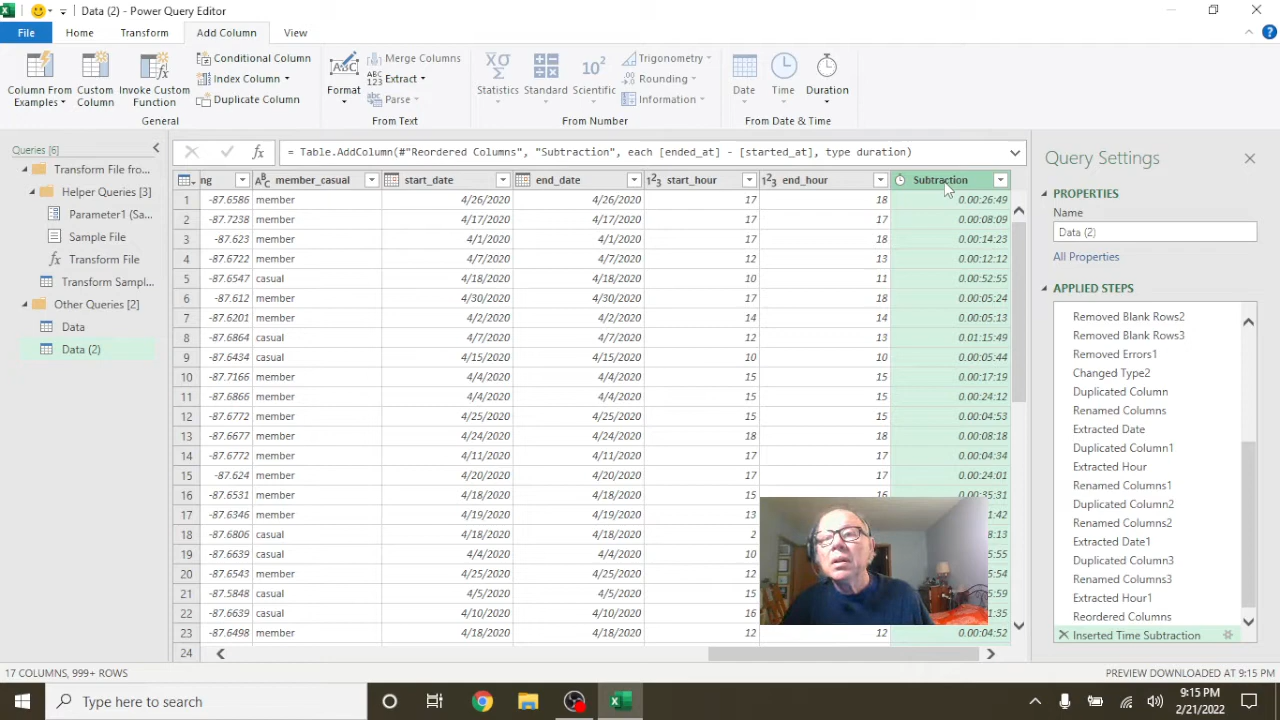 Data (2) - Power Query Editor
File Home Transform Add Column View
Column From Examples
Custom Column
Invoke Custom Function
Conditional Column
Index Column
Duplicate Column
General
Format
Merge Columns
Extract
Parse
From Text
Statistics
Standard
Scientific
Trigonometry
Rounding
Information
From Number
Date
Time
Duration
From Date & Time
Queries [6]
Transform File from...
Helper Queries [3]
Parameter1 (Sa...
Sample File
Transform File
Transform Sampl...
Other Queries [2]
Data
Data (2)
= Table.AddColumn(#"Reordered Columns", "Subtraction", each [ended_at] - [started_at], type duration)
ng member_casual start_date end_date start_hour end_hour Subtraction
1 -87.6586 member 4/26/2020 4/26/2020 17 18 0.00:26:49
2 -87.7238 member 4/17/2020 4/17/2020 17 17 0.00:08:09
3 -87.623 member 4/1/2020 4/1/2020 17 18 0.00:14:23
4 -87.6722 member 4/7/2020 4/7/2020 12 13 0.00:12:12
5 -87.6547 casual 4/18/2020 4/18/2020 10 11 0.00:52:55
6 -87.612 member 4/30/2020 4/30/2020 17 18 0.00:05:24
7 -87.6201 member 4/2/2020 4/2/2020 14 14 0.00:05:13
8 -87.6864 casual 4/7/2020 4/7/2020 12 13 0.01:15:49
9 -87.6434 casual 4/15/2020 4/15/2020 10 10 0.00:05:44
10 -87.7166 member 4/4/2020 4/4/2020 15 15 0.00:17:19
11 -87.6866 member 4/4/2020 4/4/2020 15 15 0.00:24:12
12 -87.6772 member 4/25/2020 4/25/2020 15 15 0.00:04:53
13 -87.6677 member 4/24/2020 4/24/2020 18 18 0.00:08:18
14 -87.6772 member 4/11/2020 4/11/2020 17 17 0.00:04:34
15 -87.624 member 4/20/2020 4/20/2020 17 17 0.00:24:01
16 -87.6531 member 4/18/2020 4/18/2020 15 16 0.00:35:31
17 -87.6346 member 4/19/2020 4/19/2020 13 1:42
18 -87.6806 casual 4/18/2020 4/18/2020 2 8:13
19 -87.6639 casual 4/4/2020 4/4/2020 10 5:55
20 -87.6543 member 4/25/2020 4/25/2020 12 5:54
21 -87.5848 casual 4/5/2020 4/5/2020 15 5:59
22 -87.6639 casual 4/10/2020 4/10/2020 16 1:35
23 -87.6498 member 4/18/2020 4/18/2020 12 12 0.00:04:52
24
Query Settings
PROPERTIES
Name
Data (2)
All Properties
APPLIED STEPS
Removed Blank Rows2
Removed Blank Rows3
Removed Errors1
Changed Type2
Duplicated Column
Renamed Columns
Extracted Date
Duplicated Column1
Extracted Hour
Renamed Columns1
Duplicated Column2
Renamed Columns2
Extracted Date1
Duplicated Column3
Renamed Columns3
Extracted Hour1
Reordered Columns
Inserted Time Subtraction
17 COLUMNS, 999+ ROWS
PREVIEW DOWNLOADED AT 9:15 PM
Type here to search
9:15 PM
2/21/2022